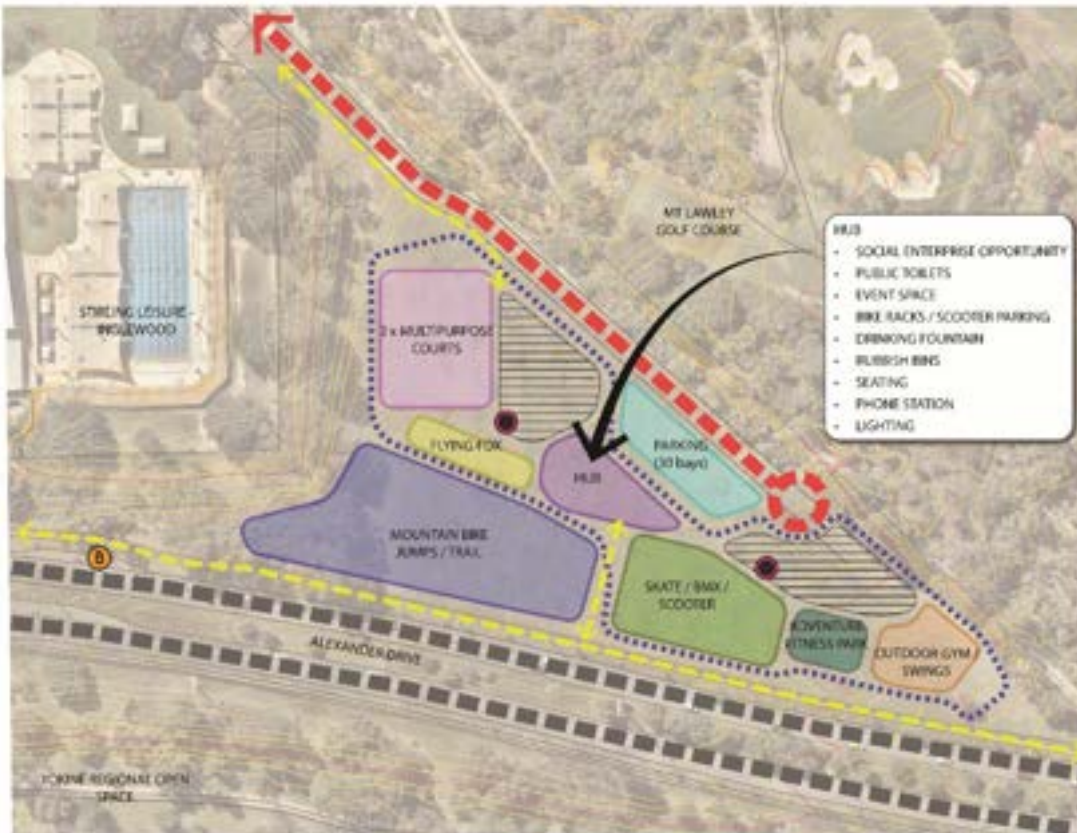 MT LAWLEY
GOLF COURSE
HUB
- SOCIAL ENTERPRISE OPPORTUNITY
- PUBLIC TOILETS
- EVENT SPACE
- BIKE RACKS / SCOOTER PARKING
- DRINKING FOUNTAIN
- RUBBISH BINS
- SEATING
- PHONE STATION
- LIGHTING
STIRLING LEISURE -
INGLEWOOD
2 x MULTIPURPOSE
COURTS
FLYING FOX
PARKING
(30 bays)
HUB
MOUNTAIN BIKE
JUMPS / TRAIL
SKATE / BMX /
SCOOTER
ADVENTURE
FITNESS PARK
OUTDOOR GYM /
SWINGS
B
ALEXANDER DRIVE
YOKINE REGIONAL OPEN
SPACE